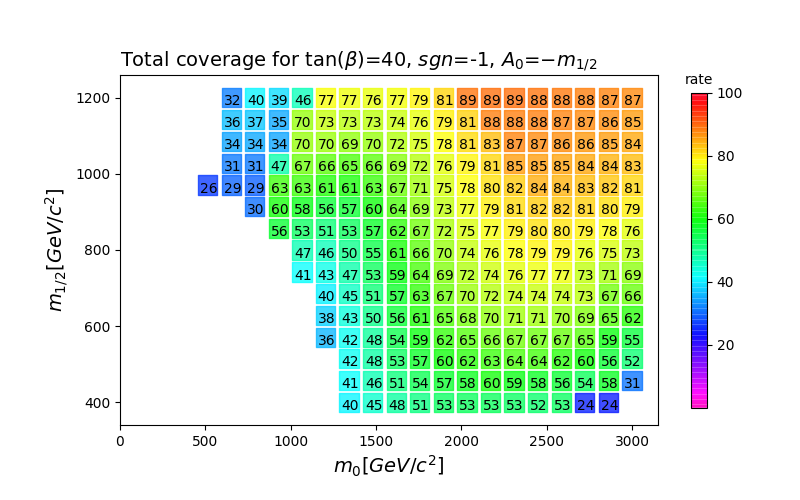 Total coverage for tan(β)=40, sgn=-1, A₀=−m₁/₂
rate
1200 32 40 39 46 77 77 76 77 79 81 89 89 89 88 88 88 87 87 100
36 37 35 70 73 73 73 74 76 79 81 88 88 88 87 87 86 85
34 34 34 70 70 69 70 72 75 78 81 83 87 87 86 86 85 84
80
1000 31 31 47 67 66 65 66 69 72 76 79 81 85 85 85 84 84 83
26 29 29 63 63 61 61 63 67 71 75 78 80 82 84 84 83 82 81
30 60 58 56 57 60 64 69 73 77 79 81 82 82 81 80 79
60
56 53 51 53 57 62 67 72 75 77 79 80 80 79 78 76
800 47 46 50 55 61 66 70 74 76 78 79 79 76 75 73
41 43 47 53 59 64 69 72 74 76 77 77 73 71 69
40
40 45 51 57 63 67 70 72 74 74 74 73 67 66
38 43 50 56 61 65 68 70 71 71 70 69 65 62
600 36 42 48 54 59 62 65 66 67 67 67 65 59 55
20
42 48 53 57 60 62 63 64 64 62 60 56 52
41 46 51 54 57 58 60 59 58 56 54 58 31
400 40 45 48 51 53 53 53 53 52 53 24 24
m₁/₂[GeV/c²]
0 500 1000 1500 2000 2500 3000
m₀[GeV/c²]